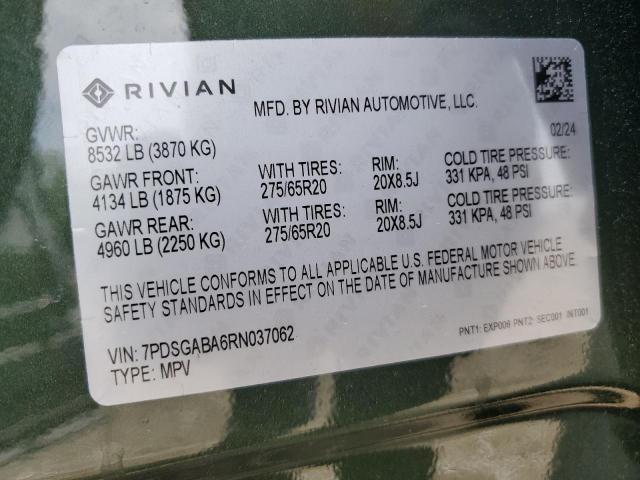 RIVIAN
MFD. BY RIVIAN AUTOMOTIVE, LLC.
GVWR:
8532 LB (3870 KG)
02/24
GAWR FRONT: WITH TIRES: RIM: COLD TIRE PRESSURE:
4134 LB (1875 KG) 275/65R20 20X8.5J 331 KPA, 48 PSI
GAWR REAR: WITH TIRES: RIM: COLD TIRE PRESSURE:
4960 LB (2250 KG) 275/65R20 20X8.5J 331 KPA, 48 PSI
THIS VEHICLE CONFORMS TO ALL APPLICABLE U.S. FEDERAL MOTOR VEHICLE
SAFETY STANDARDS IN EFFECT ON THE DATE OF MANUFACTURE SHOWN ABOVE.
PNT1: EXP006 PNT2: SEC001 INT001
VIN: 7PDSGABA6RN037062
TYPE: MPV